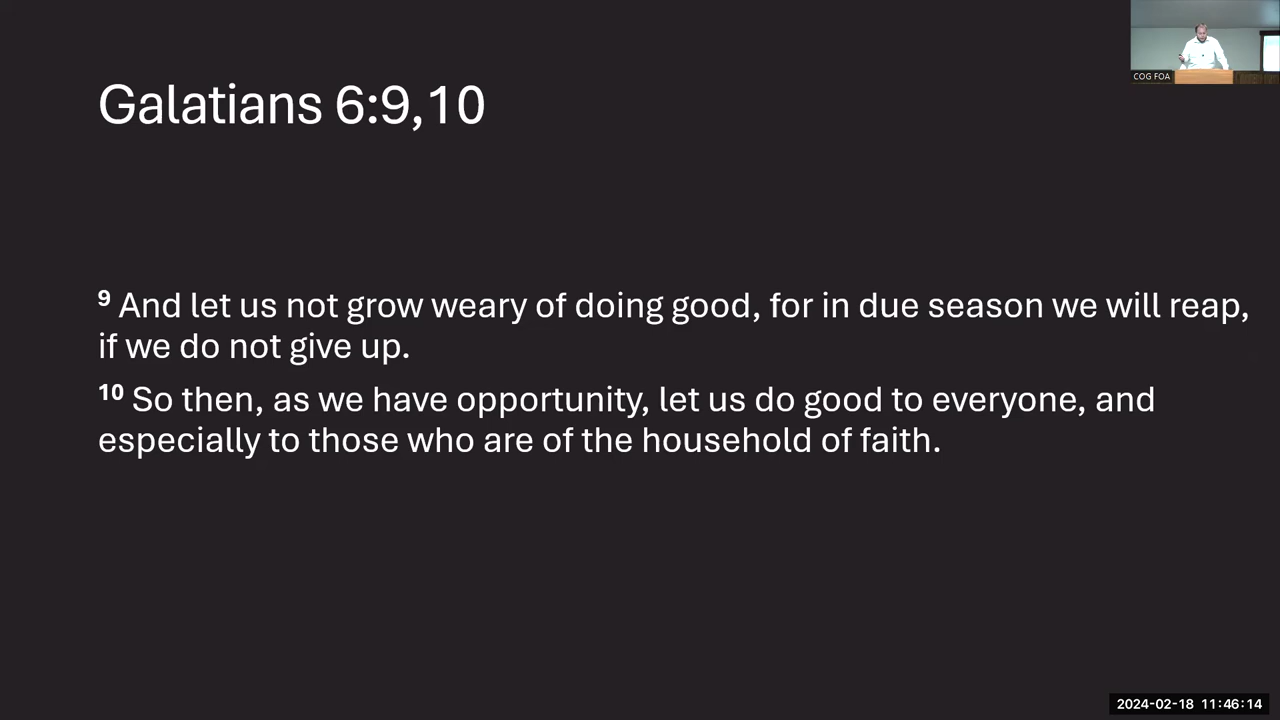 COG FOA
Galatians 6:9,10
9 And let us not grow weary of doing good, for in due season we will reap,
if we do not give up.
10 So then, as we have opportunity, let us do good to everyone, and
especially to those who are of the household of faith.
2024-02-18 11:46:14